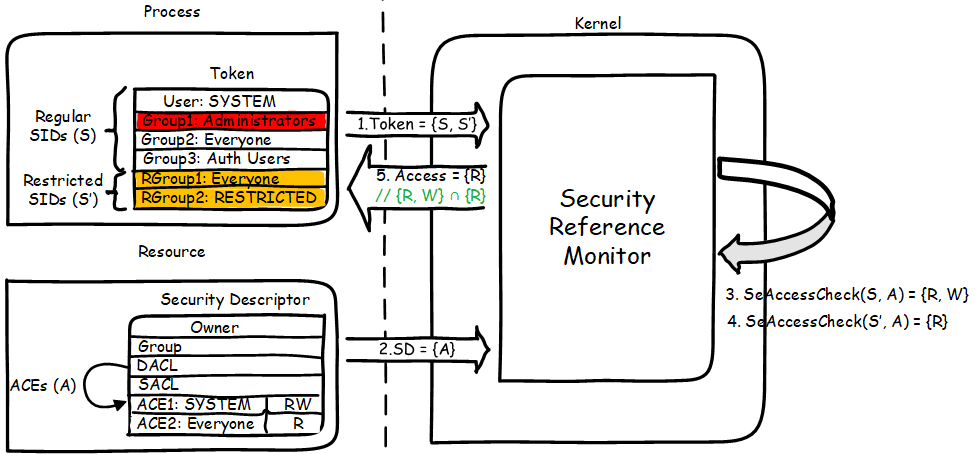 Process
Kernel
Token
User: SYSTEM
Group1: Administrators
Group2: Everyone
Group3: Auth Users
RGroup1: Everyone
RGroup2: RESTRICTED
Regular
SIDs (S)
Restricted
SIDs (S’)
1.Token = {S, S’}
5. Access = {R}
// {R, W} ∩ {R}
Security
Reference
Monitor
3. SeAccessCheck(S, A) = {R, W}
4. SeAccessCheck(S’, A) = {R}
Resource
Security Descriptor
Owner
Group
DACL
SACL
ACE1: SYSTEM RW
ACE2: Everyone R
ACEs (A)
2.SD = {A}